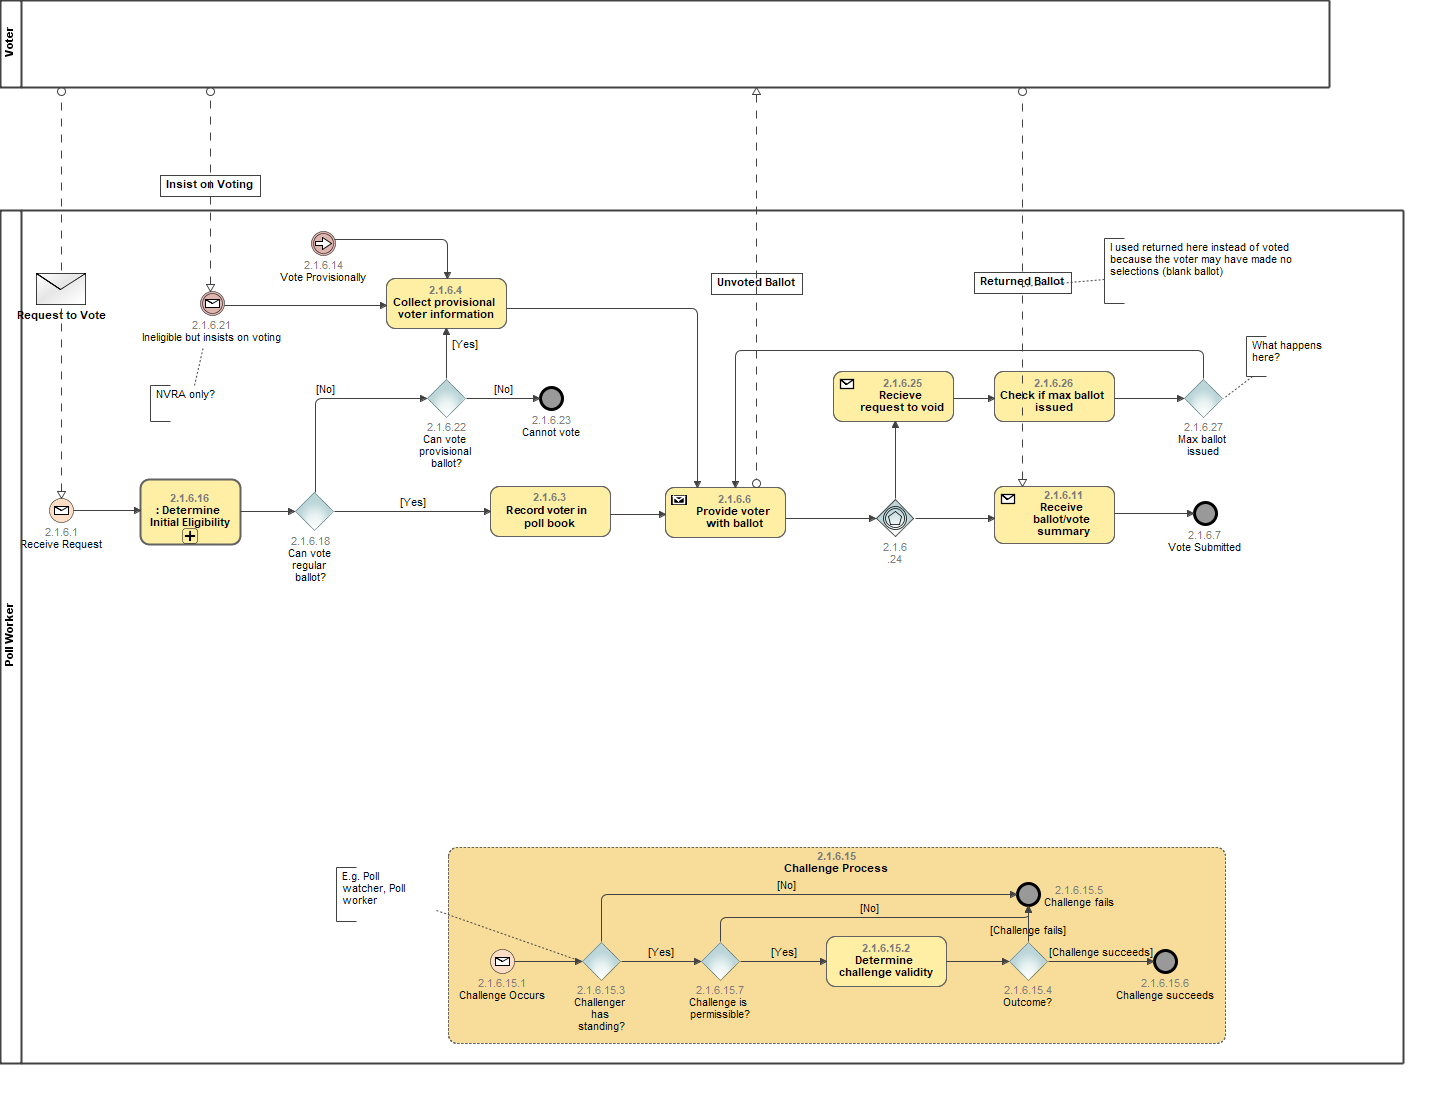 Voter
Insist on Voting
Request to Vote
2.1.6.14
Vote Provisionally
2.1.6.21
Ineligible but insists on voting
NVRA only?
2.1.6.4
Collect provisional
voter information
[Yes]
[No]
[No]
2.1.6.22
Can vote
provisional
ballot?
2.1.6.23
Cannot vote
Unvoted Ballot
Returned Ballot
I used returned here instead of voted
because the voter may have made no
selections (blank ballot)
What happens
here?
2.1.6.25
Recieve
request to void
2.1.6.26
Check if max ballot
issued
2.1.6.27
Max ballot
issued
2.1.6.1
Receive Request
2.1.6.16
: Determine
Initial Eligibility
2.1.6.18
Can vote
regular
ballot?
[Yes]
2.1.6.3
Record voter in
poll book
2.1.6.6
Provide voter
with ballot
2.1.6
.24
2.1.6.11
Receive
ballot/vote
summary
2.1.6.7
Vote Submitted
Poll Worker
E.g. Poll
watcher, Poll
worker
2.1.6.15
Challenge Process
[No]
[No]
2.1.6.15.5
Challenge fails
[Challenge fails]
[Yes]
[Yes]
[Challenge succeeds]
2.1.6.15.1
Challenge Occurs
2.1.6.15.3
Challenger
has
standing?
2.1.6.15.7
Challenge is
permissible?
2.1.6.15.2
Determine
challenge validity
2.1.6.15.4
Outcome?
2.1.6.15.6
Challenge succeeds